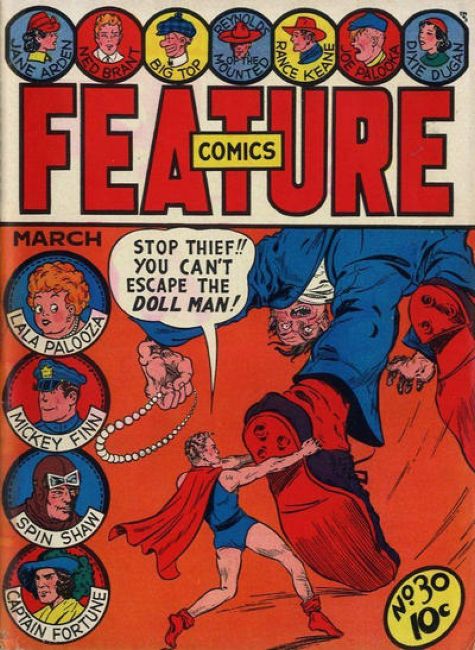 JANE ARDEN
NED BRANT
BIG TOP
REYNOLDS OF THE MOUNTED
RANCE KEANE
JOE PALOOKA
DIXIE DUGAN
FEATURE
COMICS
MARCH
STOP THIEF!!
YOU CAN'T
ESCAPE THE
DOLL MAN!
LALA PALOOZA
MICKEY FINN
SPIN SHAW
CAPTAIN FORTUNE
NO. 30
10¢